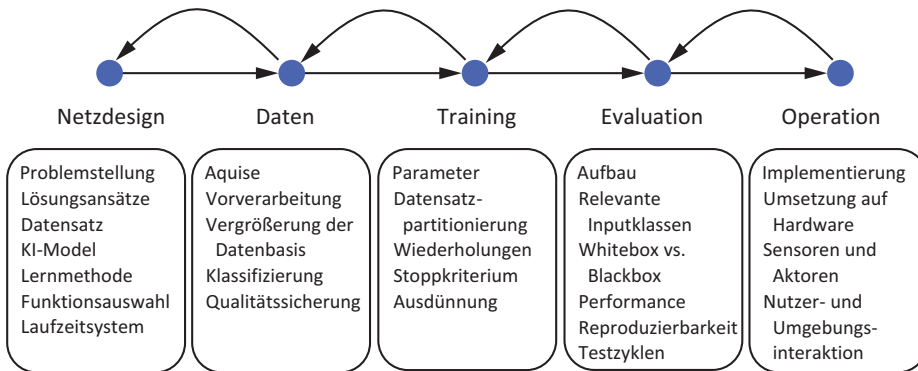 Netzdesign
Daten
Training
Evaluation
Operation
Problemstellung
Lösungsansätze
Datensatz
KI-Model
Lernmethode
Funktionsauswahl
Laufzeitsystem
Aquise
Vorverarbeitung
Vergrößerung der
Datenbasis
Klassifizierung
Qualitätssicherung
Parameter
Datensatz-
partitionierung
Wiederholungen
Stoppkriterium
Ausdünnung
Aufbau
Relevante
Inputklassen
Whitebox vs.
Blackbox
Performance
Reproduzierbarkeit
Testzyklen
Implementierung
Umsetzung auf
Hardware
Sensoren und
Aktoren
Nutzer- und
Umgebungs-
interaktion